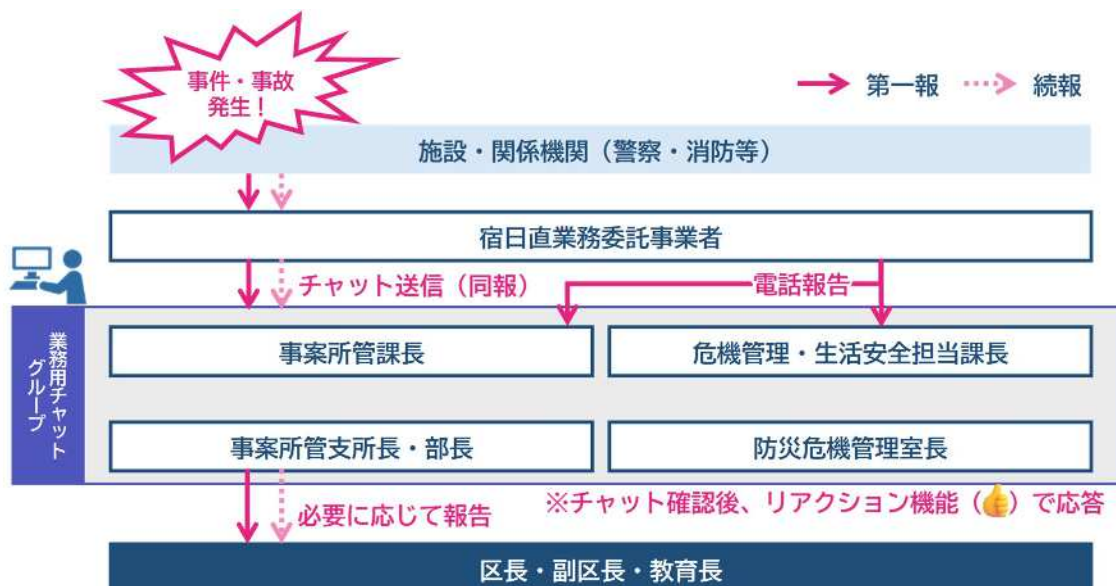 事件・事故
発生！
第一報
続報
施設・関係機関（警察・消防等）
宿日直業務委託事業者
チャット送信（同報）
電話報告
業務用チャット
グループ
事案所管課長
危機管理・生活安全担当課長
事案所管支所長・部長
防災危機管理室長
必要に応じて報告
※チャット確認後、リアクション機能（👍）で応答
区長・副区長・教育長